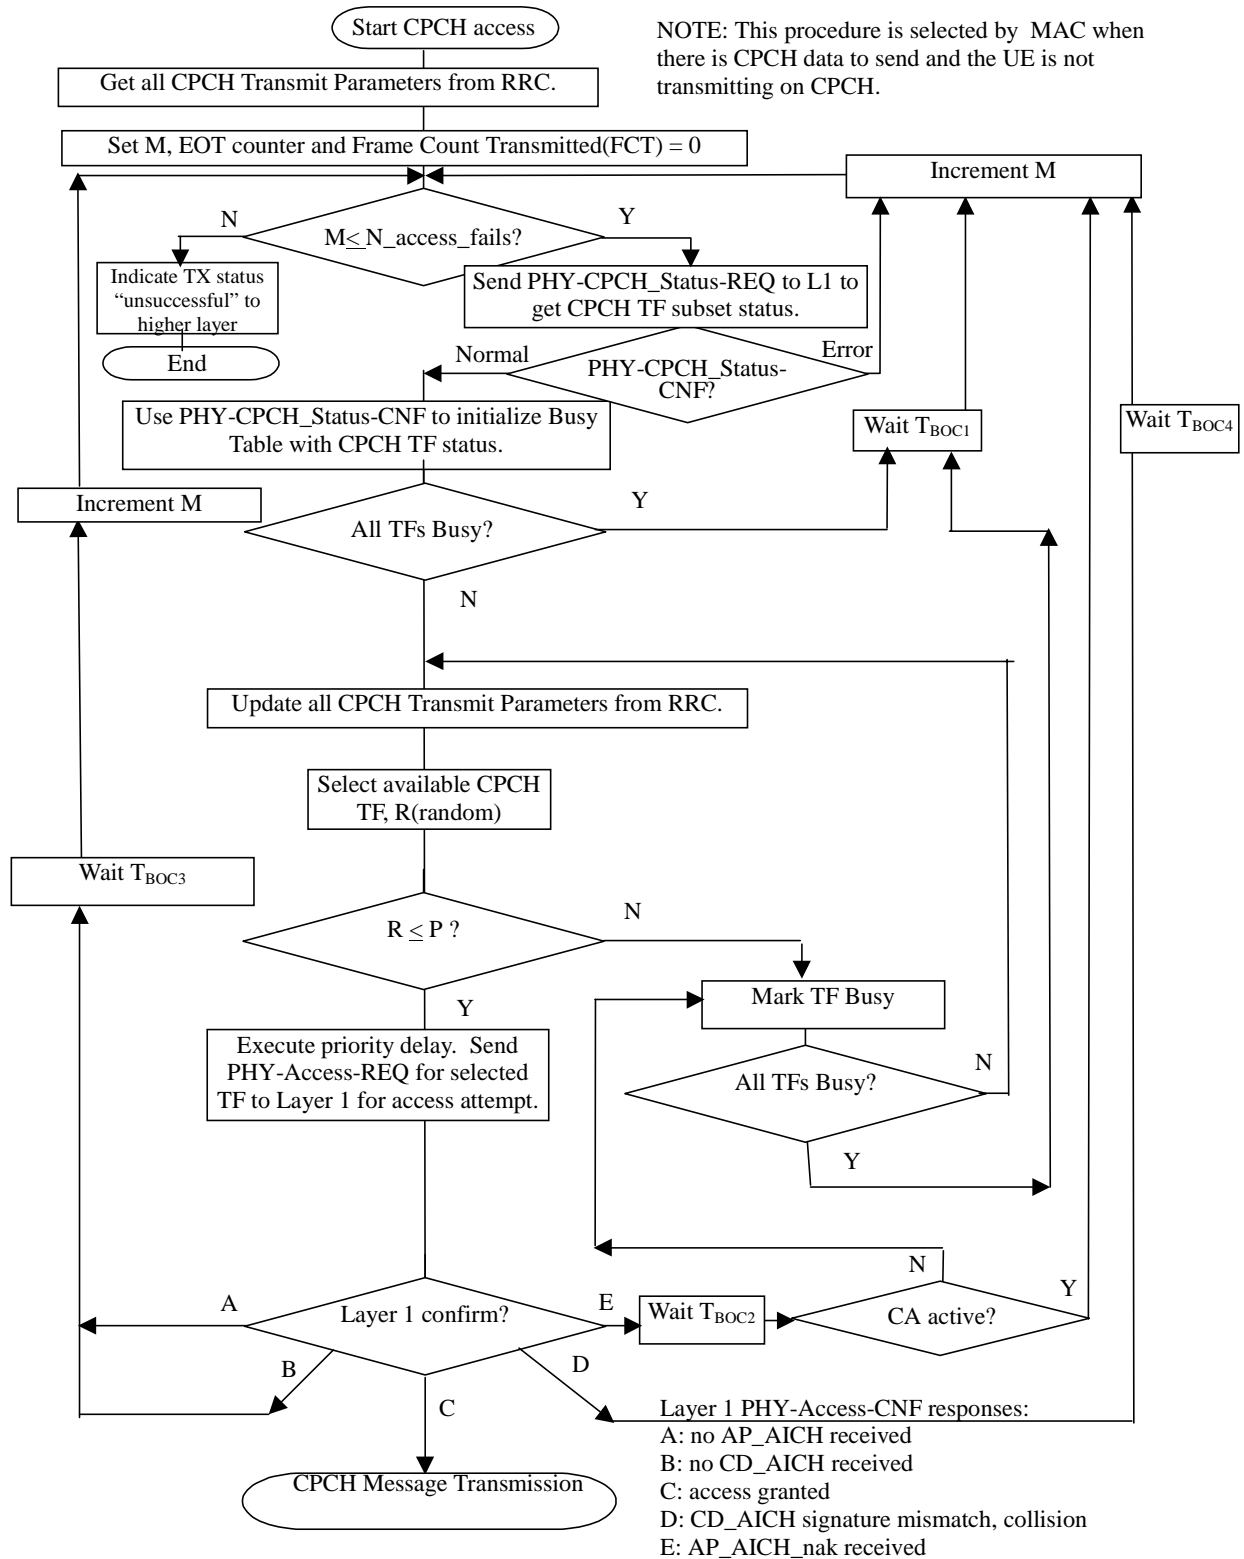 Start CPCH access
NOTE: This procedure is selected by MAC when
there is CPCH data to send and the UE is not
transmitting on CPCH.
Get all CPCH Transmit Parameters from RRC.
Set M, EOT counter and Frame Count Transmitted(FCT) = 0
Increment M
N
Y
M≤ N_access_fails?
Indicate TX status
“unsuccessful” to
higher layer
End
Send PHY-CPCH_Status-REQ to L1 to
get CPCH TF subset status.
Normal
Error
PHY-CPCH_Status-
CNF?
Use PHY-CPCH_Status-CNF to initialize Busy
Table with CPCH TF status.
Wait TBOC1
Wait TBOC4
Increment M
Y
All TFs Busy?
N
Update all CPCH Transmit Parameters from RRC.
Select available CPCH
TF, R(random)
Wait TBOC3
N
R ≤ P ?
Mark TF Busy
Y
Execute priority delay. Send
PHY-Access-REQ for selected
TF to Layer 1 for access attempt.
N
All TFs Busy?
Y
N
Y
A
Layer 1 confirm?
E
Wait TBOC2
CA active?
B
D
C
CPCH Message Transmission
Layer 1 PHY-Access-CNF responses:
A: no AP_AICH received
B: no CD_AICH received
C: access granted
D: CD_AICH signature mismatch, collision
E: AP_AICH_nak received